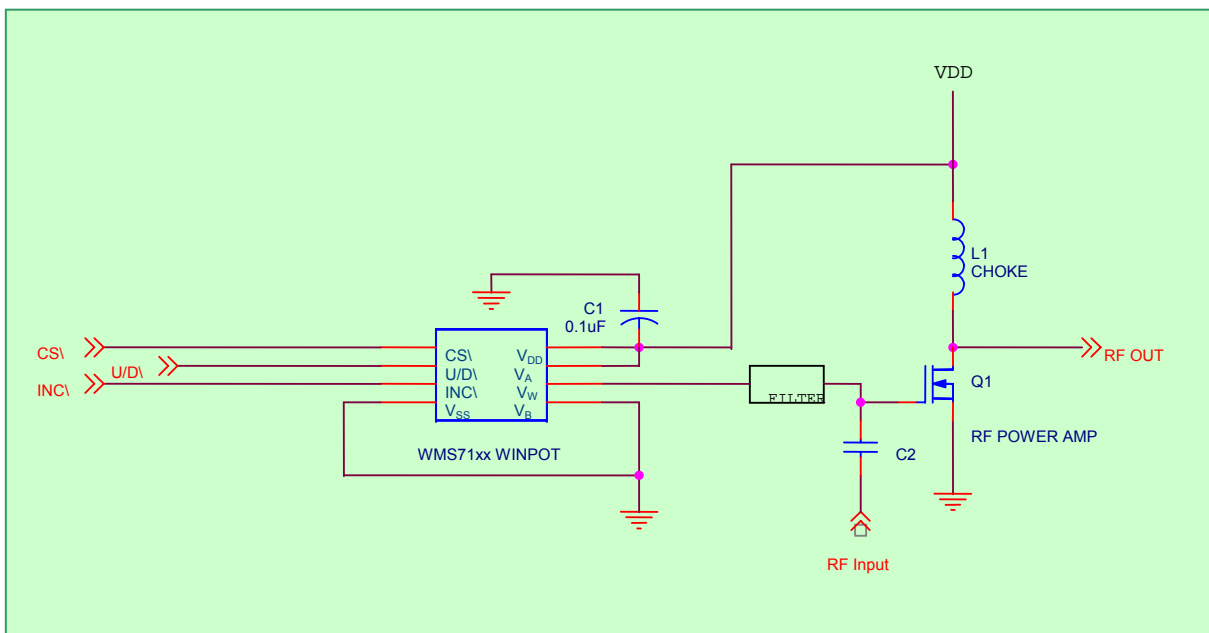 VDD
L1
CHOKE
C1
0.1uF
CS\
U/D\
INC\
CS\
U/D\
INC\
VSS
VDD
VA
VW
VB
WMS71xx WINPOT
FILTER
C2
RF Input
Q1
RF POWER AMP
RF OUT